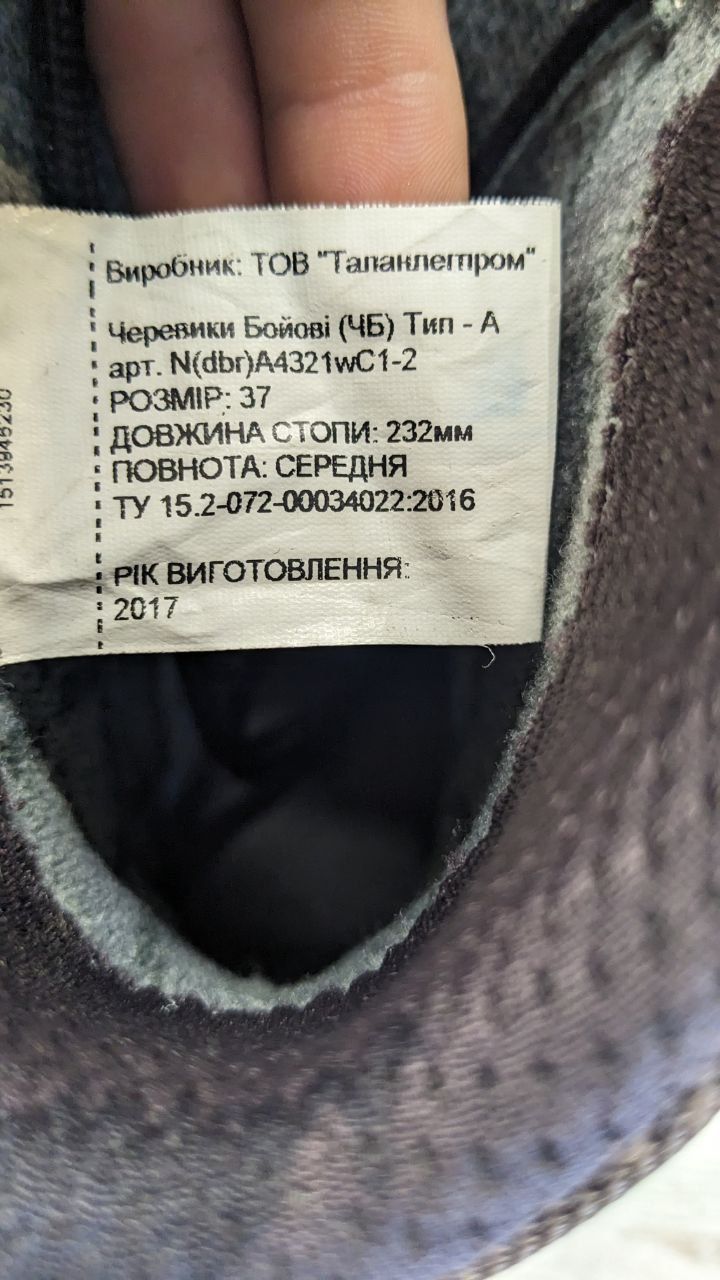 Виробник: ТОВ "Таланлегпром"
Черевики Бойові (ЧБ) Тип - А
арт. N(dbr)A4321wC1-2
РОЗМІР: 37
ДОВЖИНА СТОПИ: 232мм
ПОВНОТА: СЕРЕДНЯ
ТУ 15.2-072-00034022:2016
РІК ВИГОТОВЛЕННЯ:
2017